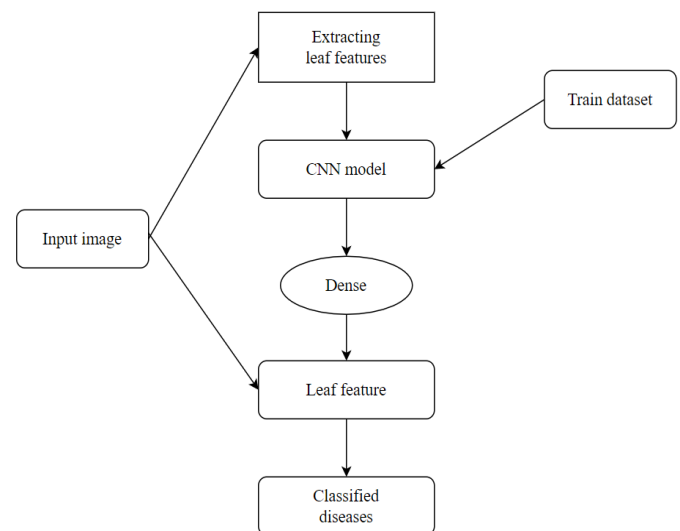 Extracting
leaf features
Train dataset
CNN model
Input image
Dense
Leaf feature
Classified
diseases